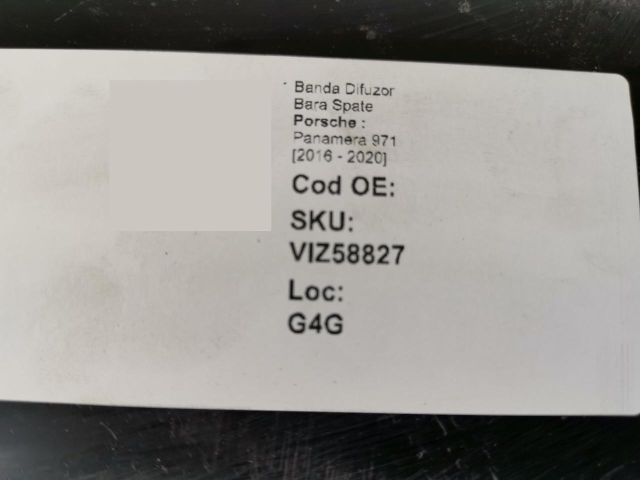 Banda Difuzor
Bara Spate
Porsche :
Panamera 971
[2016 - 2020]
Cod OE:
SKU:
VIZ58827
Loc:
G4G